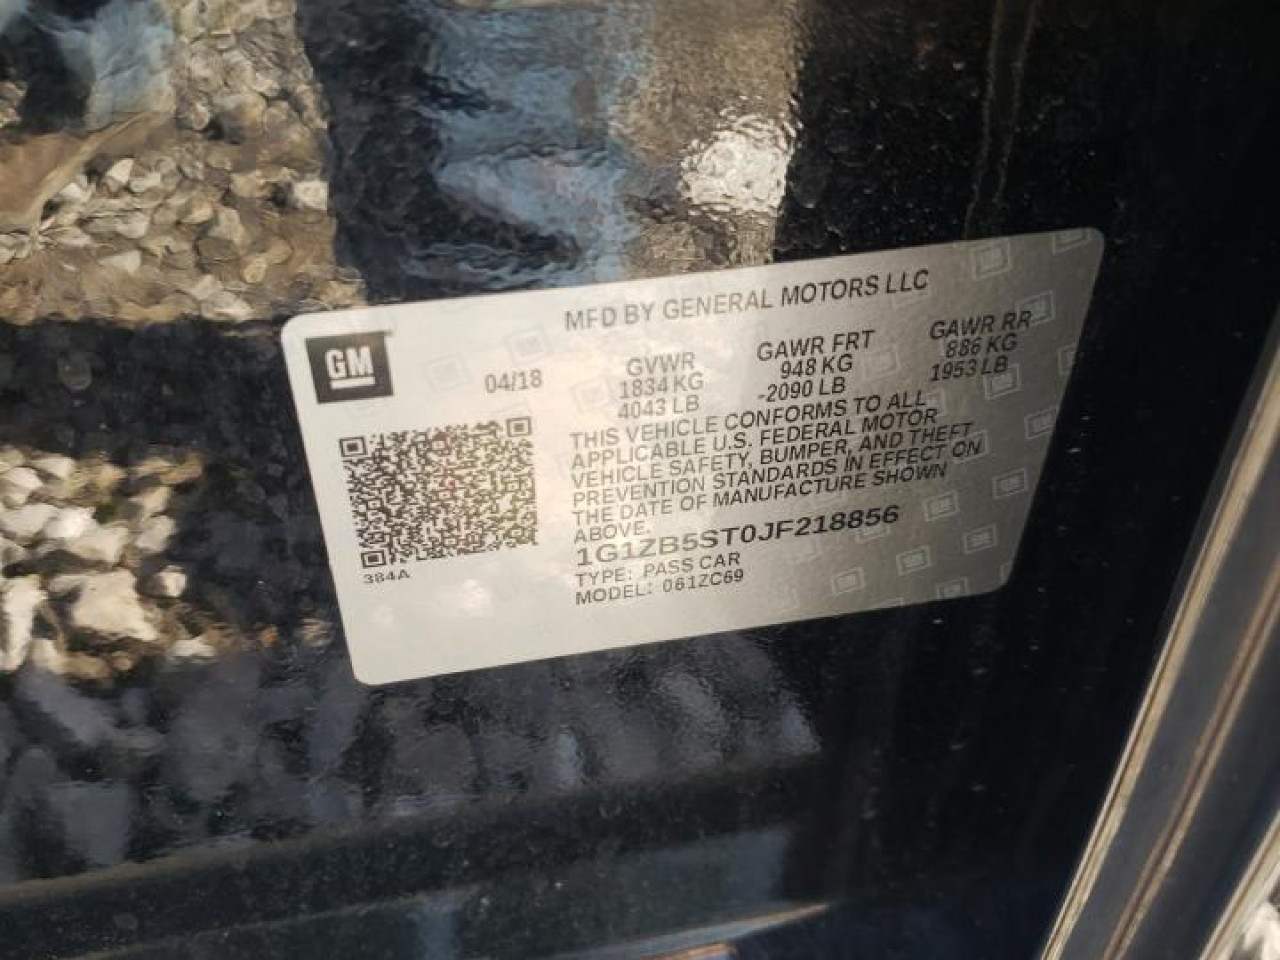 MFD BY GENERAL MOTORS LLC
GM
04/18
GVWR GAWR FRT GAWR RR
1834 KG 948 KG 886 KG
4043 LB -2090 LB 1953 LB
THIS VEHICLE CONFORMS TO ALL
APPLICABLE U.S. FEDERAL MOTOR
VEHICLE SAFETY, BUMPER, AND THEFT
PREVENTION STANDARDS IN EFFECT ON
THE DATE OF MANUFACTURE SHOWN
ABOVE.
1G1ZB5ST0JF218856
TYPE: PASS CAR
MODEL: 061ZC69
384A